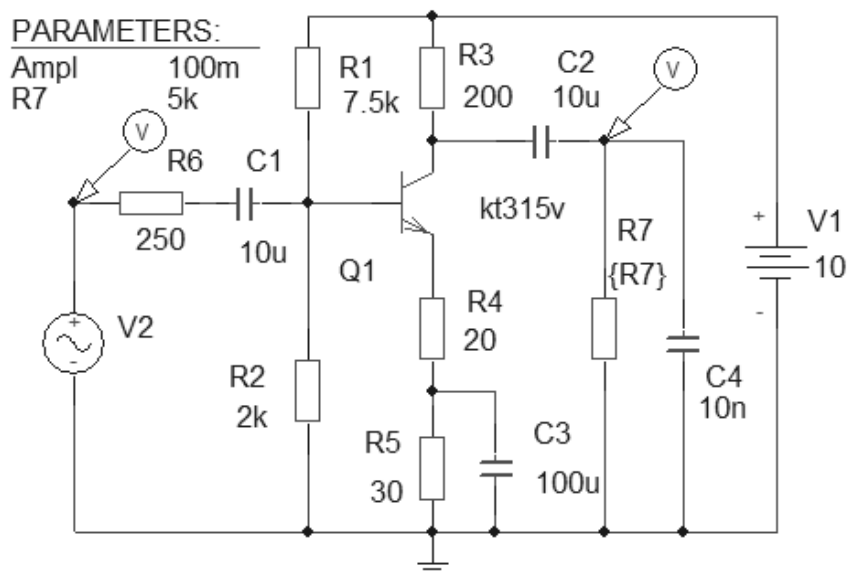 PARAMETERS:
Ampl 100m
R7 5k
V
R6
250
C1
10u
R1
7.5k
R3
200
C2
10u
V
kt315v
Q1
R7
{R7}
+
V1
10
-
+
-
V2
R4
20
R2
2k
R5
30
C3
100u
C4
10n